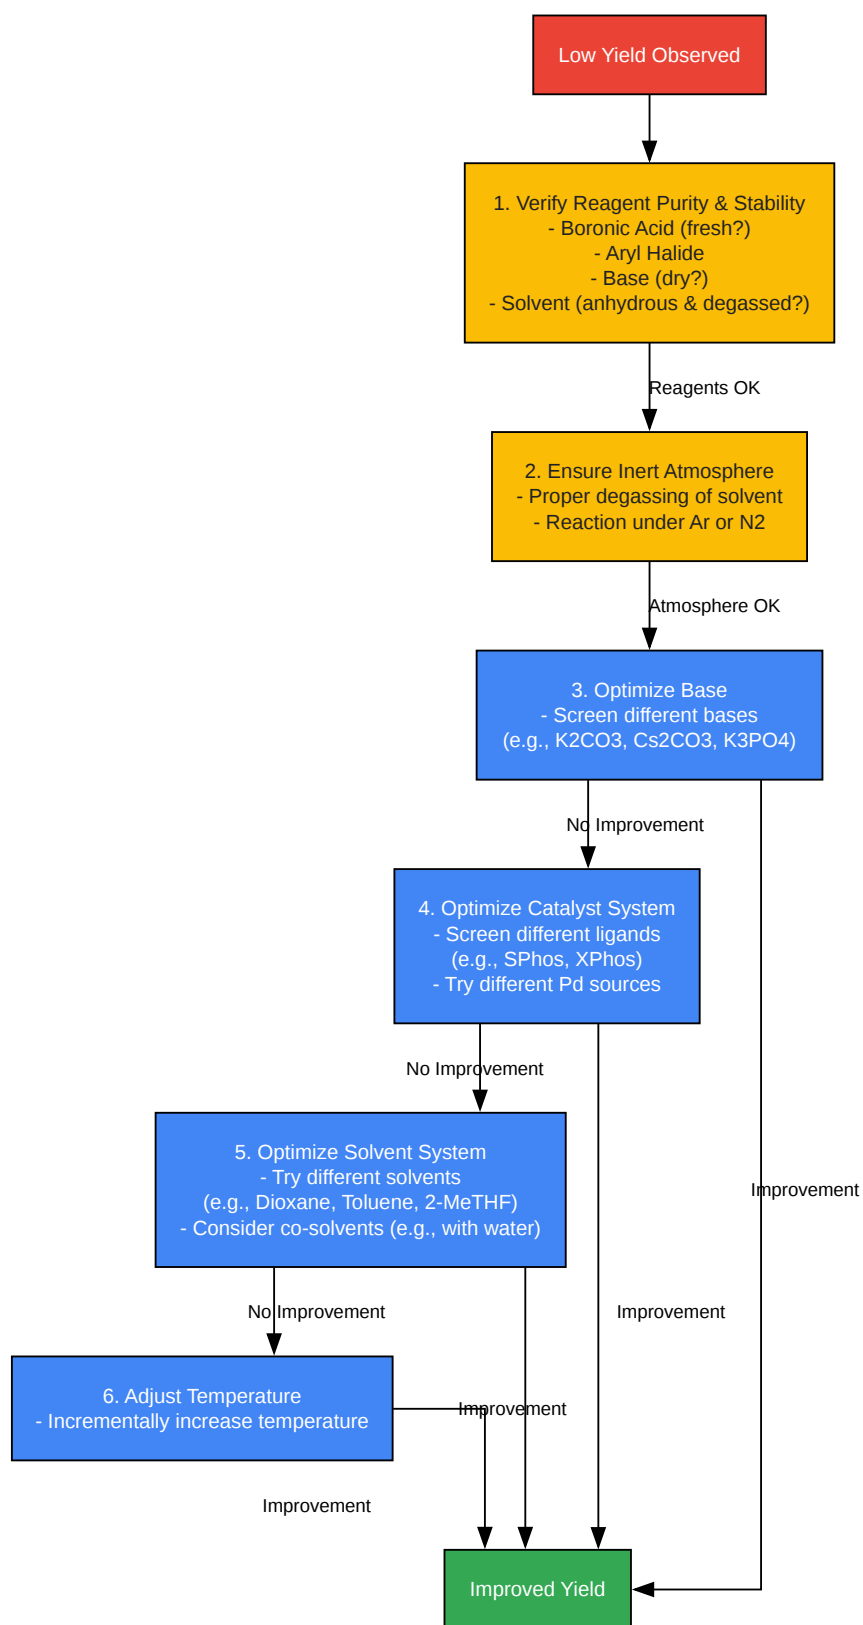 Low Yield Observed
1. Verify Reagent Purity & Stability
- Boronic Acid (fresh?)
- Aryl Halide
- Base (dry?)
- Solvent (anhydrous & degassed?)
Reagents OK
2. Ensure Inert Atmosphere
- Proper degassing of solvent
- Reaction under Ar or N2
Atmosphere OK
3. Optimize Base
- Screen different bases
(e.g., K2CO3, Cs2CO3, K3PO4)
No Improvement
4. Optimize Catalyst System
- Screen different ligands
(e.g., SPhos, XPhos)
- Try different Pd sources
No Improvement
5. Optimize Solvent System
- Try different solvents
(e.g., Dioxane, Toluene, 2-MeTHF)
- Consider co-solvents (e.g., with water)
Improvement
No Improvement
Improvement
6. Adjust Temperature
- Incrementally increase temperature
Improvement
Improvement
Improved Yield